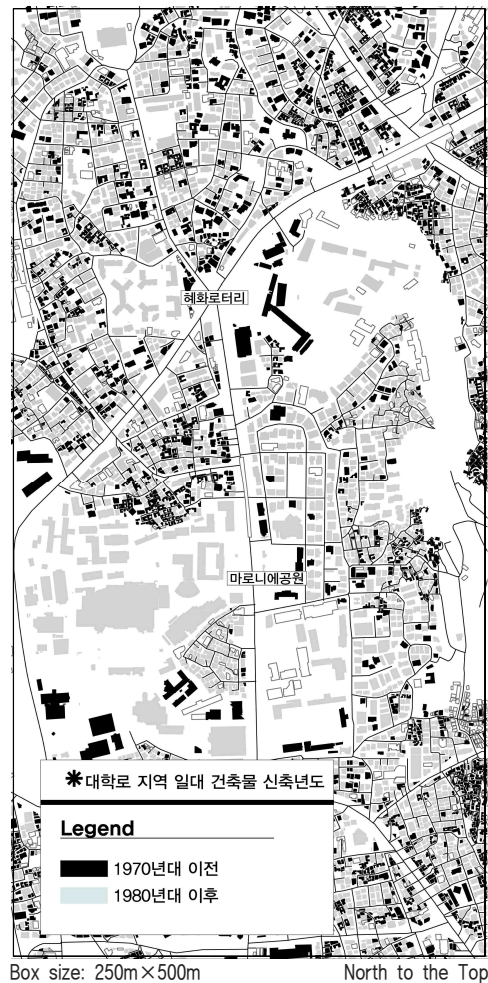 혜화로터리
마로니에공원
*대학로 지역 일대 건축물 신축년도
Legend
1970년대 이전
1980년대 이후
Box size: 250m×500m
North to the Top